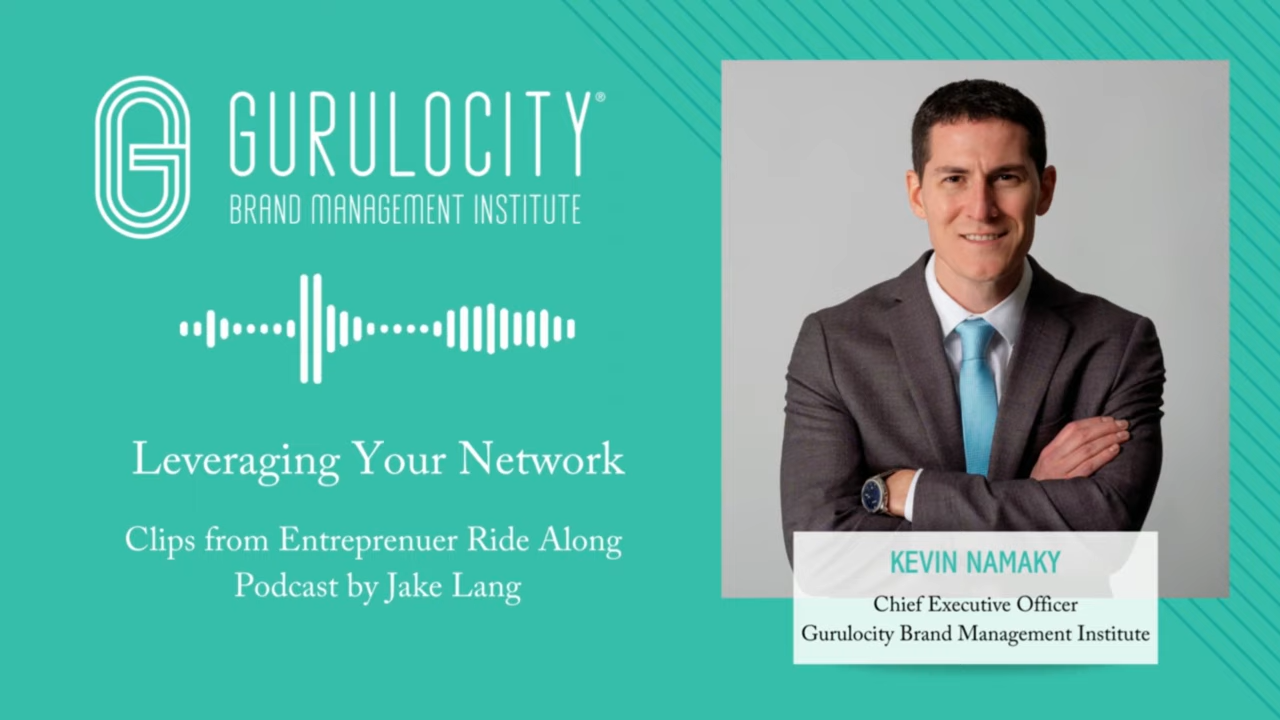 GURULOCITY®
BRAND MANAGEMENT INSTITUTE
Leveraging Your Network
Clips from Entreprenuer Ride Along
Podcast by Jake Lang
KEVIN NAMAKY
Chief Executive Officer
Gurulocity Brand Management Institute